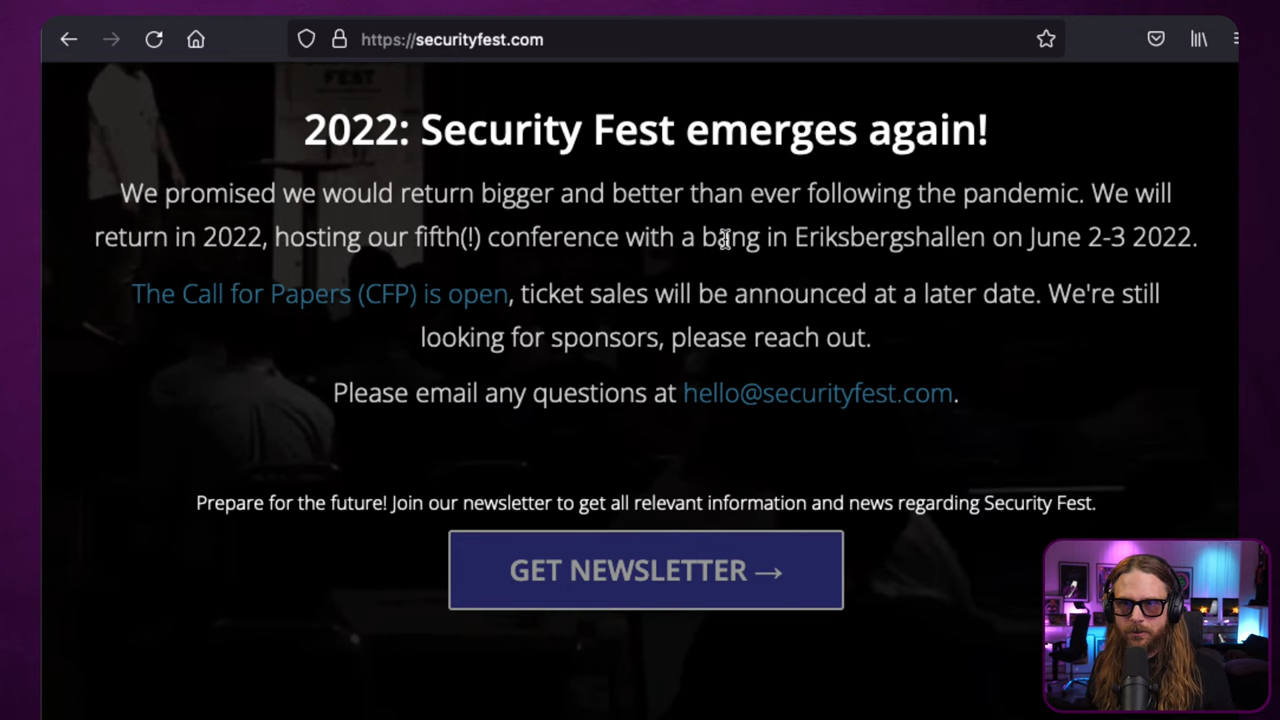 https://securityfest.com
FEST
2022: Security Fest emerges again!
We promised we would return bigger and better than ever following the pandemic. We will
return in 2022, hosting our fifth(!) conference with a bang in Eriksbergshallen on June 2-3 2022.
The Call for Papers (CFP) is open, ticket sales will be announced at a later date. We're still
looking for sponsors, please reach out.
Please email any questions at hello@securityfest.com.
Prepare for the future! Join our newsletter to get all relevant information and news regarding Security Fest.
GET NEWSLETTER →